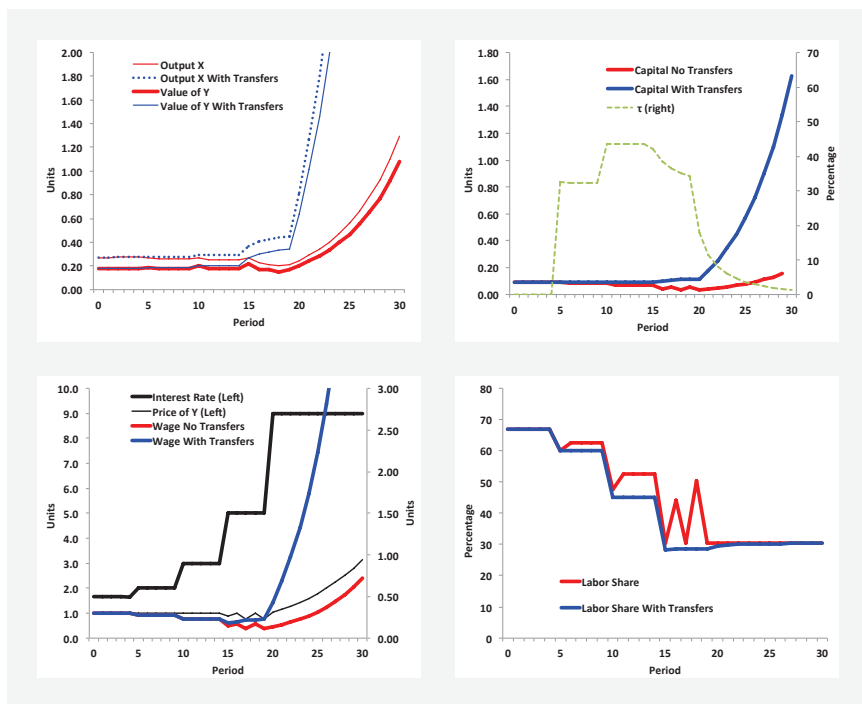 2.00
1.80
1.60
1.40
1.20
1.00
0.80
0.60
0.40
0.20
0.00
Units
Output X
Output X With Transfers
Value of Y
Value of Y With Transfers
0 5 10 15 20 25 30
Period
1.80
1.60
1.40
1.20
1.00
0.80
0.60
0.40
0.20
0.00
Units
Capital No Transfers
Capital With Transfers
τ (right)
70
60
50
40
30
20
10
0
Percentage
0 5 10 15 20 25 30
Period
10.0
9.0
8.0
7.0
6.0
5.0
4.0
3.0
2.0
1.0
0.0
Units
Interest Rate (Left)
Price of Y (Left)
Wage No Transfers
Wage With Transfers
3.00
2.50
2.00
1.50
1.00
0.50
0.00
Units
0 5 10 15 20 25 30
Period
80
70
60
50
40
30
20
10
0
Percentage
Labor Share
Labor Share With Transfers
0 5 10 15 20 25 30
Period